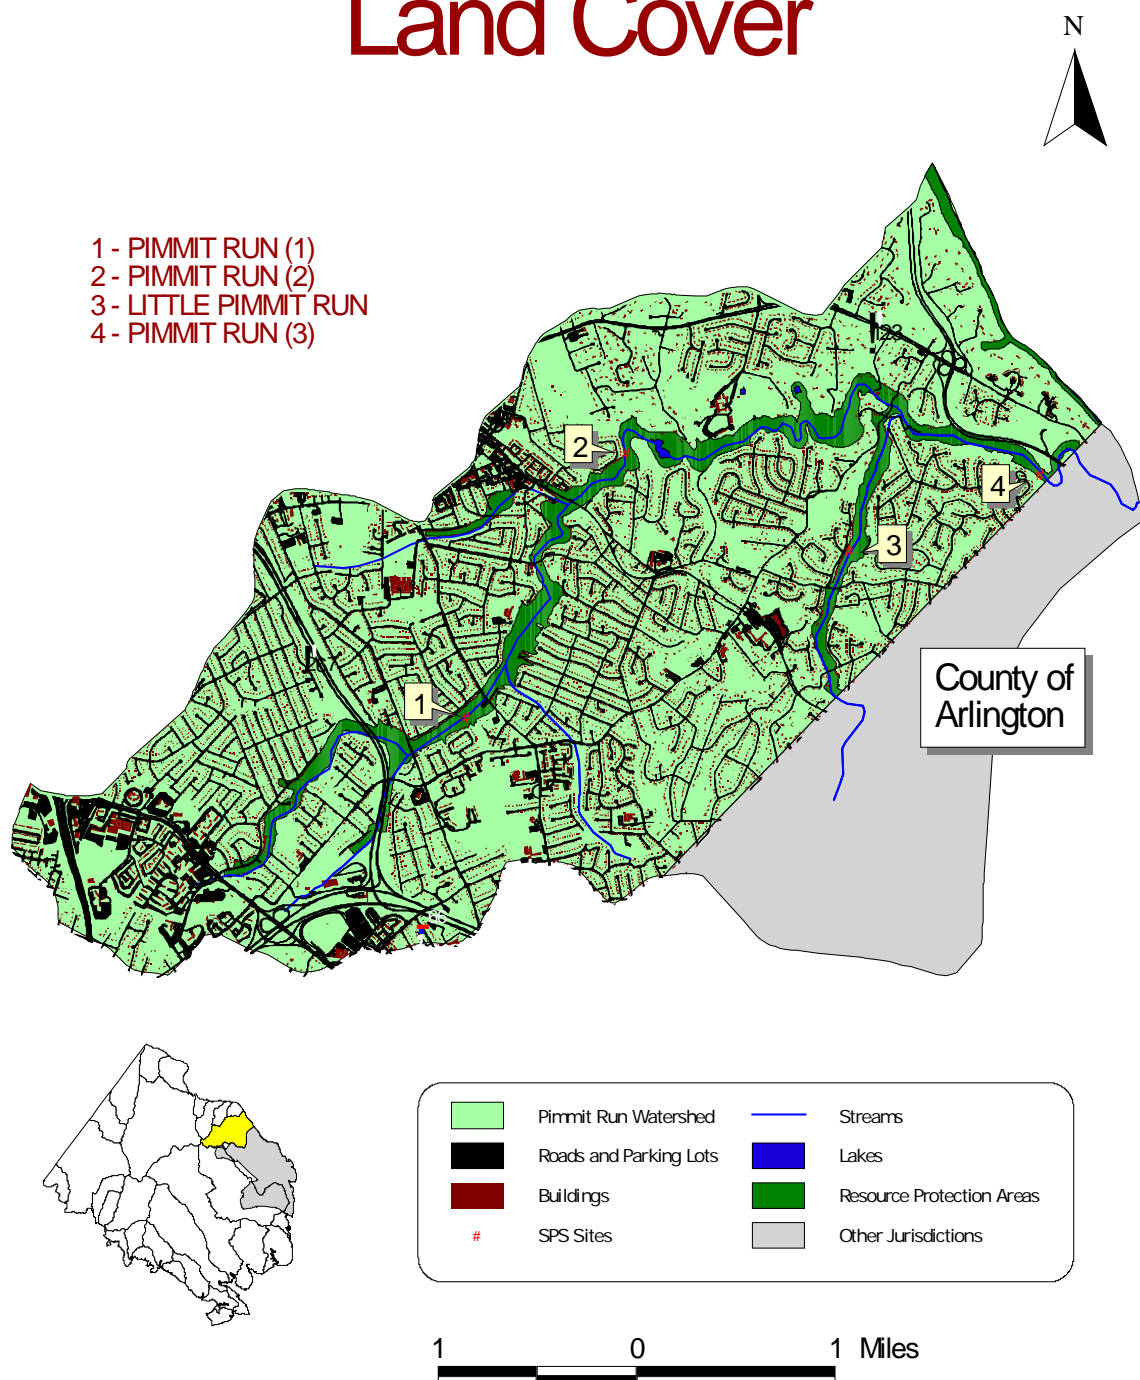 Land Cover
N
1 - PIMMIT RUN (1)
2 - PIMMIT RUN (2)
3 - LITTLE PIMMIT RUN
4 - PIMMIT RUN (3)
2
4
3
1
County of
Arlington
Pimmit Run Watershed
Streams
Roads and Parking Lots
Lakes
Buildings
Resource Protection Areas
# SPS Sites
Other Jurisdictions
1 0 1 Miles